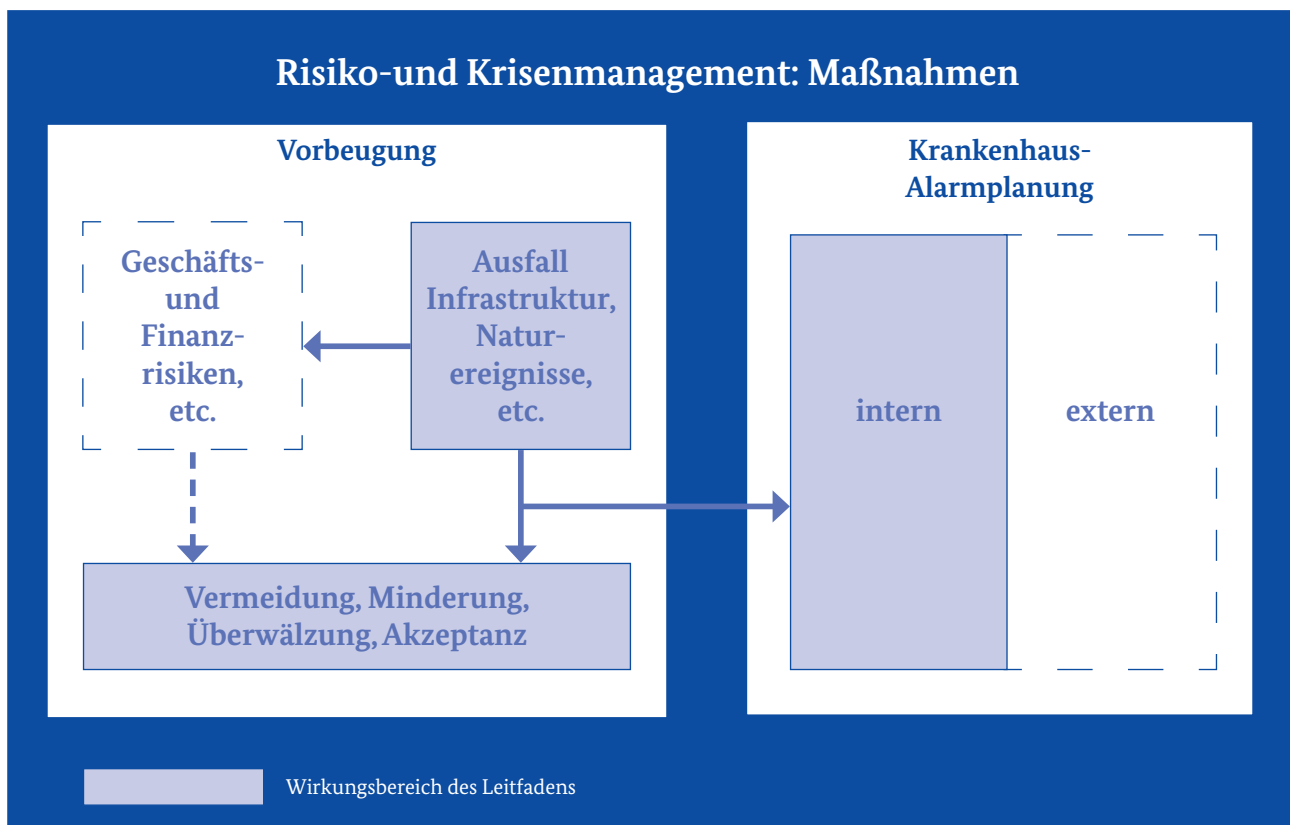 Risiko-und Krisenmanagement: Maßnahmen
Vorbeugung
Geschäfts-
und
Finanz-
risiken,
etc.
Ausfall
Infrastruktur,
Natur-
ereignisse,
etc.
Vermeidung, Minderung,
Überwälzung, Akzeptanz
Krankenhaus-
Alarmplanung
intern
extern
Wirkungsbereich des Leitfadens